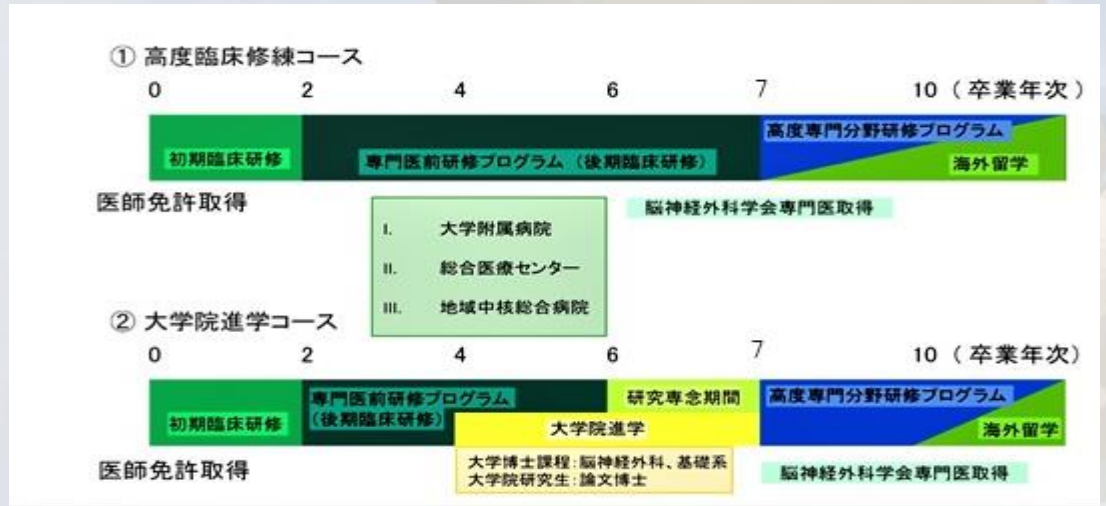 ① 高度臨床修練コース
0 2 4 6 7 10 （卒業年次）
高度専門分野研修プログラム
初期臨床研修 専門医前研修プログラム（後期臨床研修） 海外留学
医師免許取得 脳神経外科学会専門医取得
I. 大学附属病院
II. 総合医療センター
III. 地域中核総合病院
② 大学院進学コース
0 2 4 6 7 10 （卒業年次）
専門医前研修プログラム 研究専念期間 高度専門分野研修プログラム
初期臨床研修 （後期臨床研修） 大学院進学 海外留学
大学博士課程：脳神経外科、基礎系
医師免許取得 大学院研究生：論文博士 脳神経外科学会専門医取得